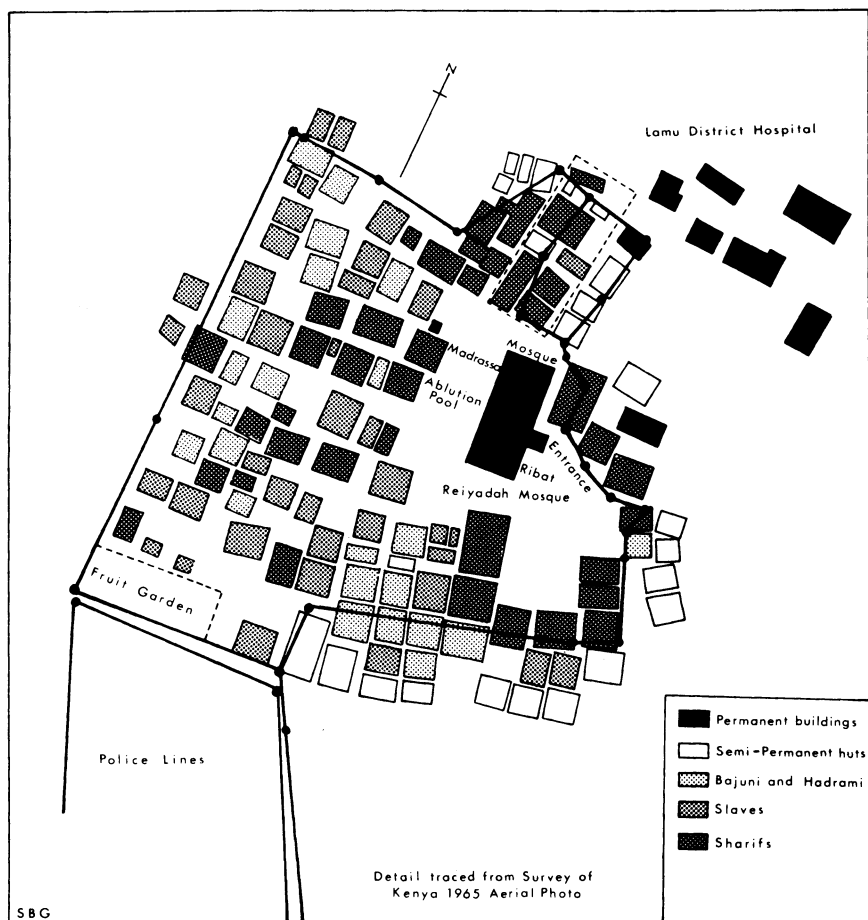 N
Lamu District Hospital
Mosque
Madrassa
Ablution
Pool
Entrance
Ribat
Reiyadah Mosque
Fruit Garden
Police Lines
Permanent buildings
Semi-Permanent huts
Bajuni and Hadrami
Slaves
Sharifs
Detail traced from Survey of
Kenya 1965 Aerial Photo
SBG